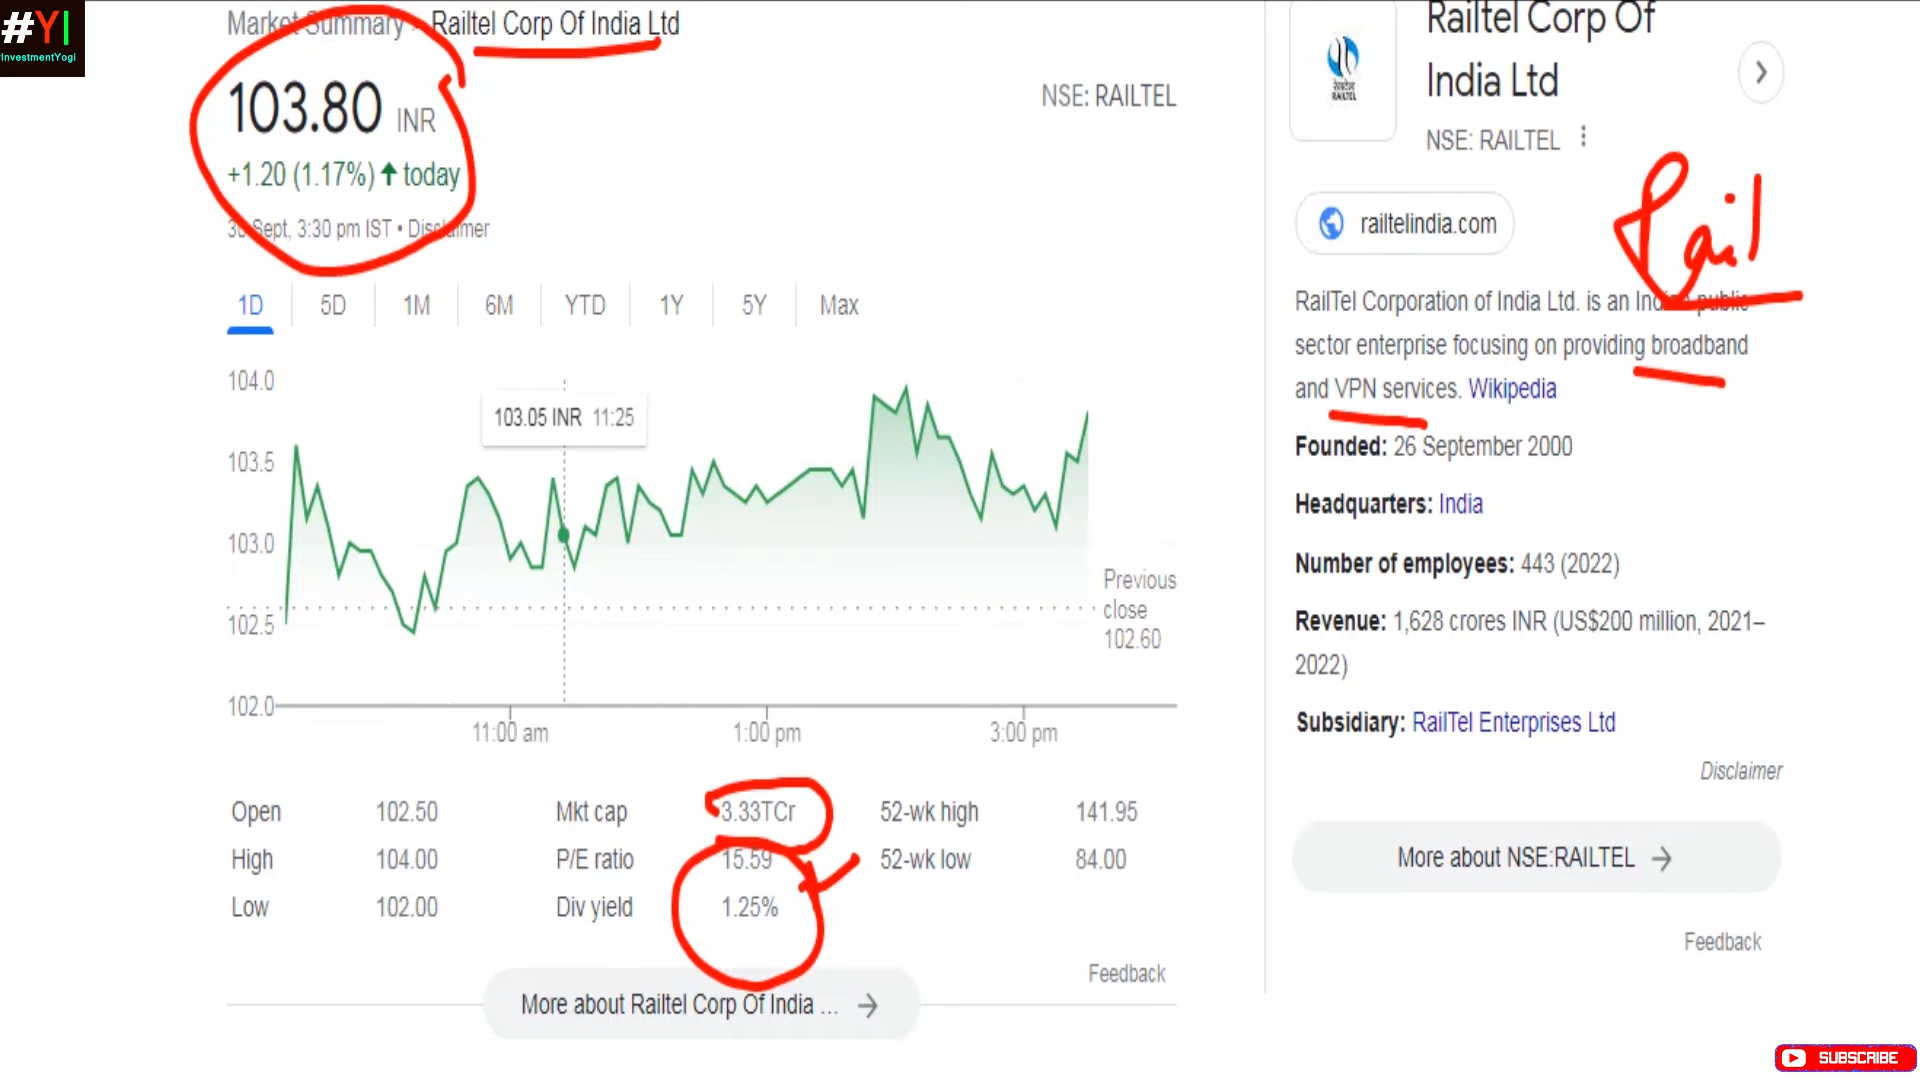 #YI
#InvestmentYogi
Market Summary > Railtel Corp Of India Ltd
103.80 INR
+1.20 (1.17%) ↑ today
30 Sept, 3:30 pm IST • Disclaimer
NSE: RAILTEL
1D 5D 1M 6M YTD 1Y 5Y Max
104.0
103.5
103.0
102.5
102.0
103.05 INR 11:25
Previous
close
102.60
11:00 am 1:00 pm 3:00 pm
Open 102.50 Mkt cap 3.33TCr 52-wk high 141.95
High 104.00 P/E ratio 15.59 52-wk low 84.00
Low 102.00 Div yield 1.25%
Feedback
More about Railtel Corp Of India ... →
Railtel Corp Of
India Ltd
NSE: RAILTEL
रेलटेल
RAILTEL
railtelindia.com
Rail
RailTel Corporation of India Ltd. is an Indian public
sector enterprise focusing on providing broadband
and VPN services. Wikipedia
Founded: 26 September 2000
Headquarters: India
Number of employees: 443 (2022)
Revenue: 1,628 crores INR (US$200 million, 2021–
2022)
Subsidiary: RailTel Enterprises Ltd
Disclaimer
More about NSE:RAILTEL →
Feedback
SUBSCRIBE